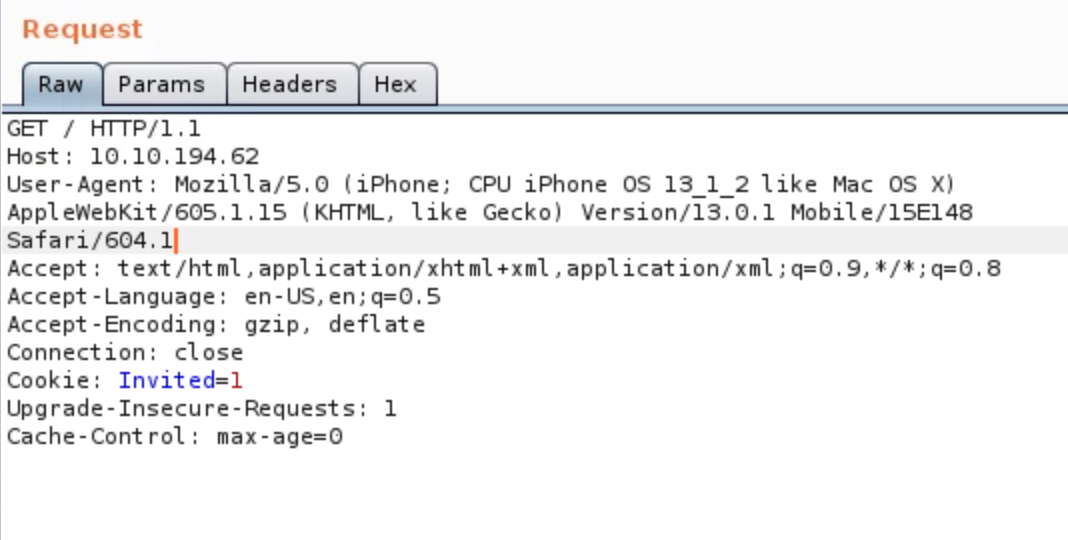 Request
Raw Params Headers Hex
GET / HTTP/1.1
Host: 10.10.194.62
User-Agent: Mozilla/5.0 (iPhone; CPU iPhone OS 13_1_2 like Mac OS X)
AppleWebKit/605.1.15 (KHTML, like Gecko) Version/13.0.1 Mobile/15E148
Safari/604.1
Accept: text/html,application/xhtml+xml,application/xml;q=0.9,*/*;q=0.8
Accept-Language: en-US,en;q=0.5
Accept-Encoding: gzip, deflate
Connection: close
Cookie: Invited=1
Upgrade-Insecure-Requests: 1
Cache-Control: max-age=0